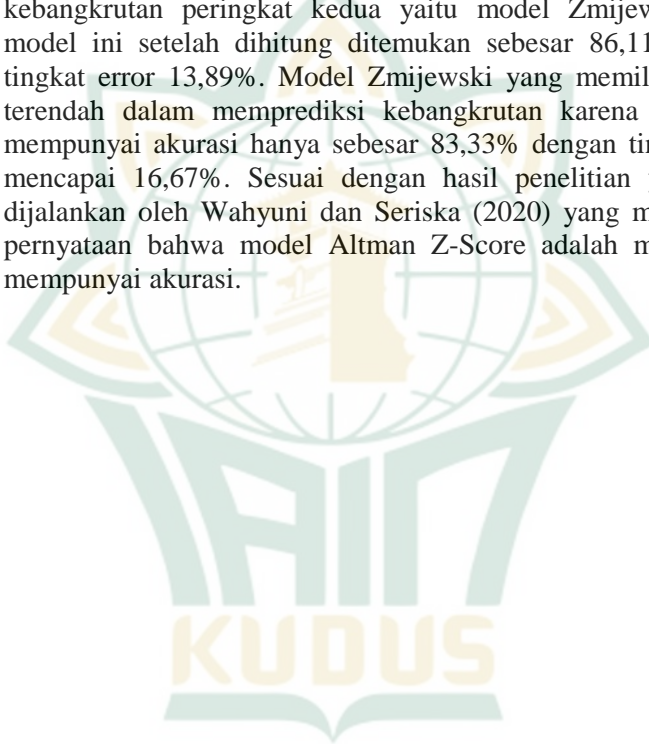 kebangkrutan peringkat kedua yaitu model Zmijew
model ini setelah dihitung ditemukan sebesar 86,11
tingkat error 13,89%. Model Zmijewski yang memil
terendah dalam memprediksi kebangkrutan karena
mempunyai akurasi hanya sebesar 83,33% dengan tin
mencapai 16,67%. Sesuai dengan hasil penelitian
dijalankan oleh Wahyuni dan Seriska (2020) yang m
pernyataan bahwa model Altman Z-Score adalah m
mempunyai akurasi.
IAIN
KUDUS